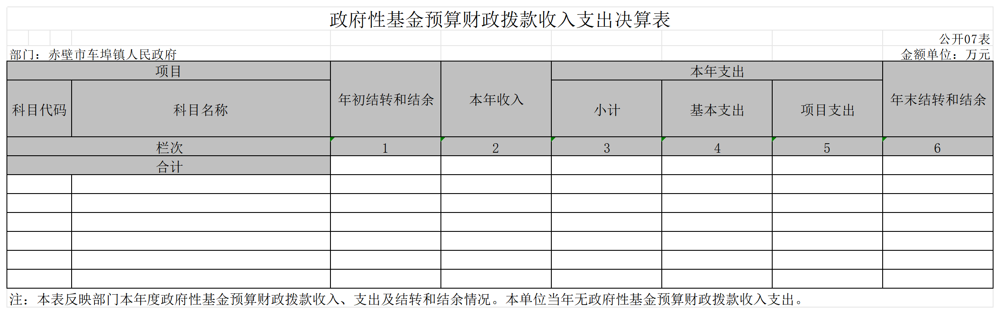 政府性基金预算财政拨款收入支出决算表
公开07表
部门：赤壁市车埠镇人民政府 金额单位：万元
项目 年初结转和结余 本年收入 本年支出 年末结转和结余
科目代码 科目名称 小计 基本支出 项目支出
栏次 1 2 3 4 5 6
合计
注：本表反映部门本年度政府性基金预算财政拨款收入、支出及结转和结余情况。本单位当年无政府性基金预算财政拨款收入支出。